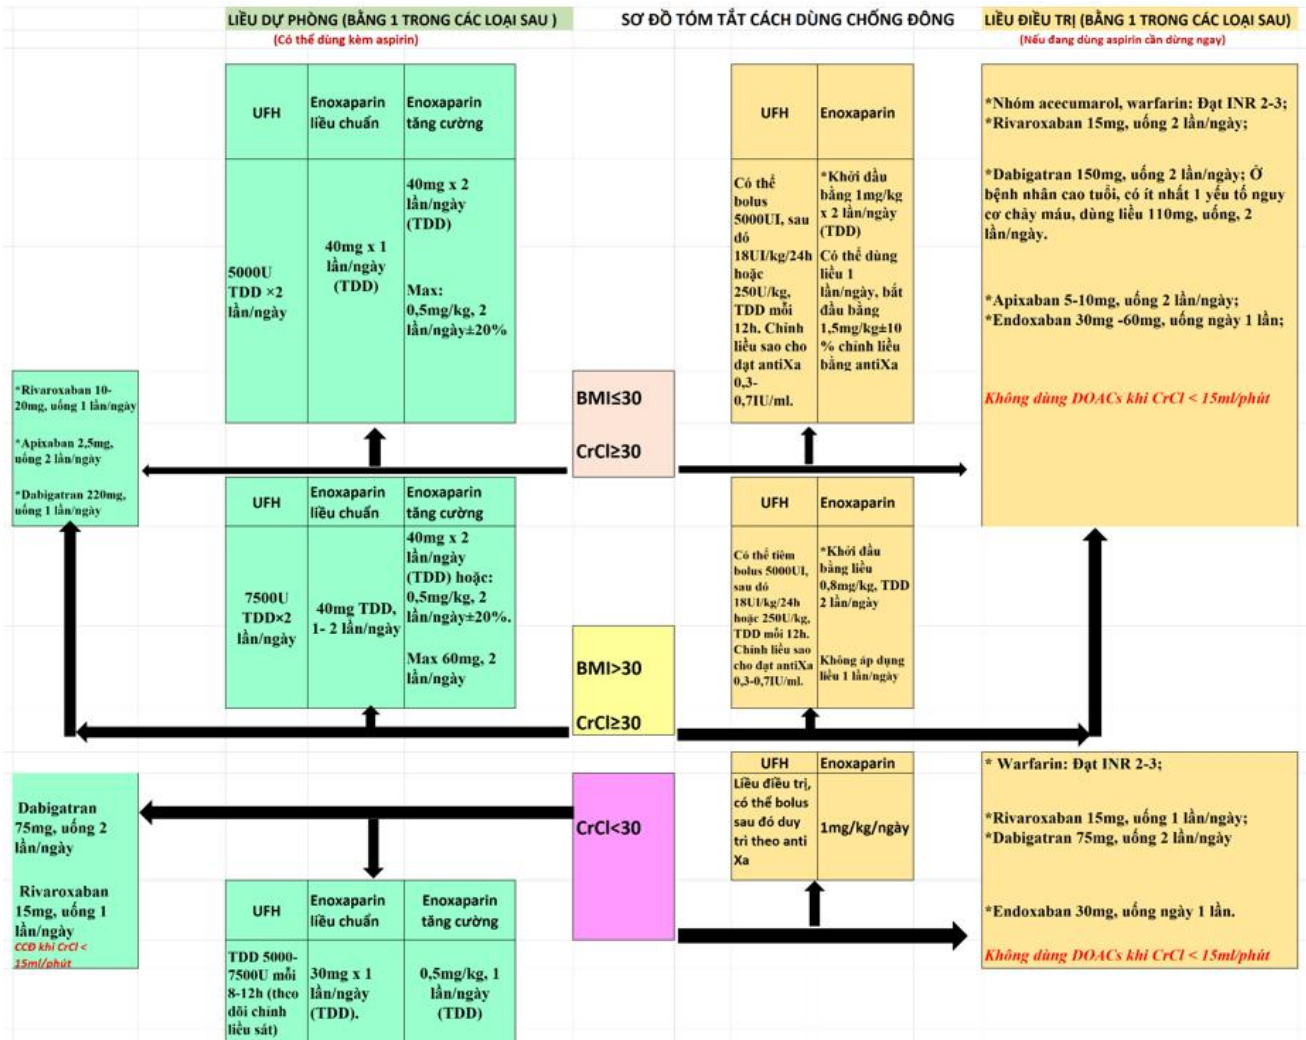 LIỀU DỰ PHÒNG (BẰNG 1 TRONG CÁC LOẠI SAU )
(Có thể dùng kèm aspirin)
SƠ ĐỒ TÓM TẮT CÁCH DÙNG CHỐNG ĐÔNG
LIỀU ĐIỀU TRỊ (BẰNG 1 TRONG CÁC LOẠI SAU)
(Nếu đang dùng aspirin cần dừng ngay)
UFH
Enoxaparin
liều chuẩn
Enoxaparin
tăng cường
5000U
TDD ×2
lần/ngày
40mg x 1
lần/ngày
(TDD)
40mg x 2
lần/ngày
(TDD)
Max:
0,5mg/kg, 2
lần/ngày±20%
UFH
Enoxaparin
Có thể
bolus
5000UI, sau
đó
18UI/kg/24h
hoặc
250U/kg,
TDD mỗi
12h. Chỉnh
liều sao cho
đạt antiXa
0,3-
0,7IU/ml.
*Khởi đầu
bằng 1mg/kg
x 2 lần/ngày
(TDD)
Có thể dùng
liều 1
lần/ngày, bắt
đầu bằng
1,5mg/kg±10
% chỉnh liều
bằng antiXa
*Nhóm acecumarol, warfarin: Đạt INR 2-3;
*Rivaroxaban 15mg, uống 2 lần/ngày;
*Dabigatran 150mg, uống 2 lần/ngày; Ở
bệnh nhân cao tuổi, có ít nhất 1 yếu tố nguy
cơ chảy máu, dùng liều 110mg, uống, 2
lần/ngày.
*Apixaban 5-10mg, uống 2 lần/ngày;
*Endoxaban 30mg -60mg, uống ngày 1 lần;
Không dùng DOACs khi CrCl < 15ml/phút
*Rivaroxaban 10-
20mg, uống 1 lần/ngày
*Apixaban 2,5mg,
uống 2 lần/ngày
*Dabigatran 220mg,
uống 1 lần/ngày
BMI≤30
CrCl≥30
UFH
Enoxaparin
liều chuẩn
Enoxaparin
tăng cường
7500U
TDD×2
lần/ngày
40mg TDD,
1- 2 lần/ngày
40mg x 2
lần/ngày
(TDD) hoặc:
0,5mg/kg, 2
lần/ngày±20%.
Max 60mg, 2
lần/ngày
BMI>30
CrCl≥30
UFH
Enoxaparin
Có thể tiêm
bolus 5000UI,
sau đó
18UI/kg/24h
hoặc 250U/kg,
TDD mỗi 12h.
Chỉnh liều sao
cho đạt antiXa
0,3-0,7IU/ml.
*Khởi đầu
bằng liều
0,8mg/kg, TDD
2 lần/ngày
Không áp dụng
liều 1 lần/ngày
Dabigatran
75mg, uống 2
lần/ngày
Rivaroxaban
15mg, uống 1
lần/ngày
CCĐ khi CrCl <
15ml/phút
CrCl<30
UFH
Enoxaparin
Liều điều trị,
có thể bolus
sau đó duy
trì theo anti
Xa
1mg/kg/ngày
* Warfarin: Đạt INR 2-3;
*Rivaroxaban 15mg, uống 1 lần/ngày;
*Dabigatran 75mg, uống 2 lần/ngày
*Endoxaban 30mg, uống ngày 1 lần.
Không dùng DOACs khi CrCl < 15ml/phút
UFH
Enoxaparin
liều chuẩn
Enoxaparin
tăng cường
TDD 5000-
7500U mỗi
8-12h (theo
dõi chỉnh
liều sát)
30mg x 1
lần/ngày
(TDD).
0,5mg/kg, 1
lần/ngày
(TDD)